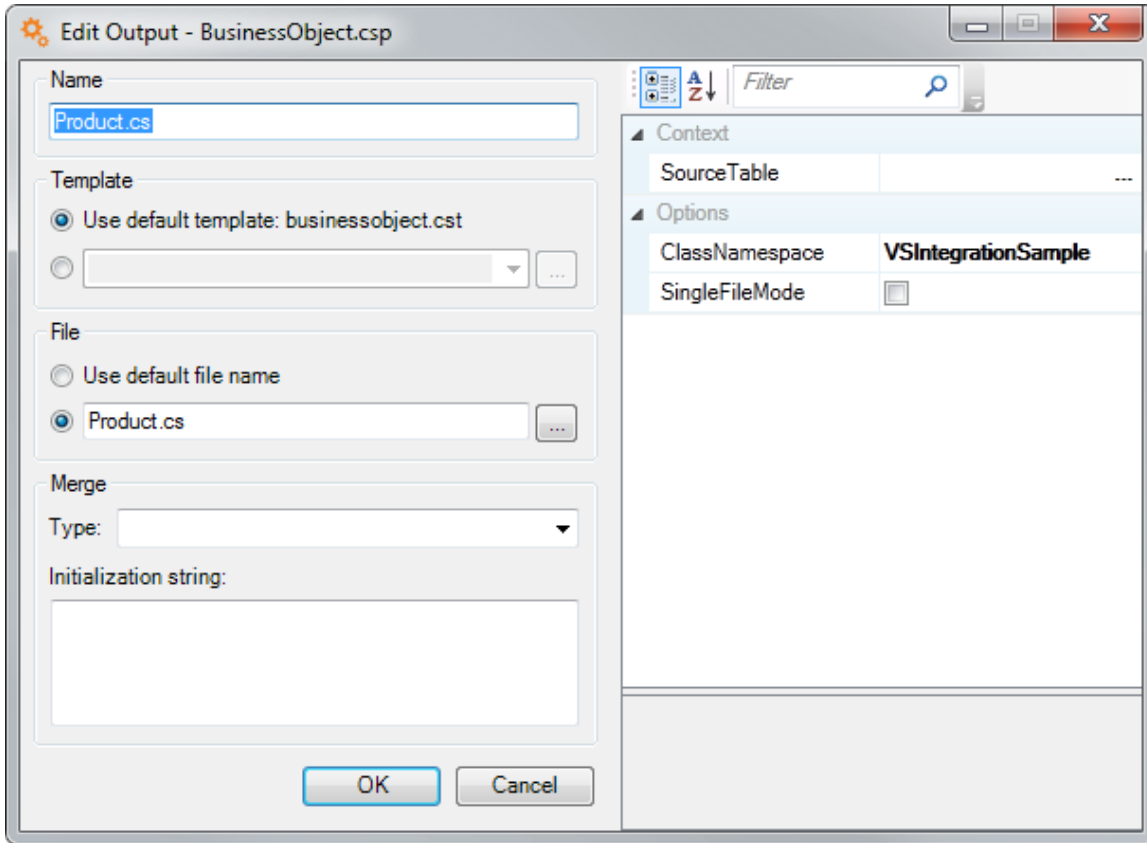 Edit Output - BusinessObject.csp
Name
Product.cs
Template
Use default template: businessobject.cst
...
File
Use default file name
Product.cs
...
Merge
Type:
Initialization string:
OK
Cancel
A
Z
Filter
Context
SourceTable
...
Options
ClassNamespace VSIntegrationSample
SingleFileMode